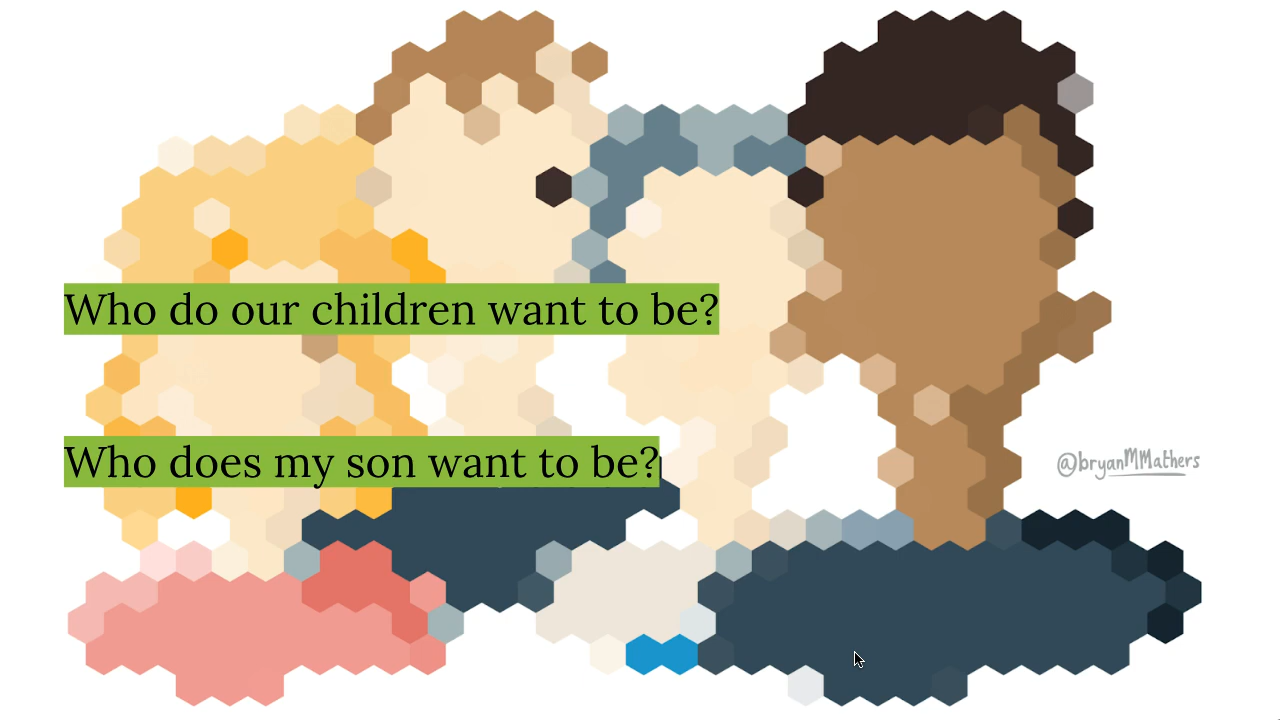 Who do our children want to be?
Who does my son want to be?
@bryanMMathers